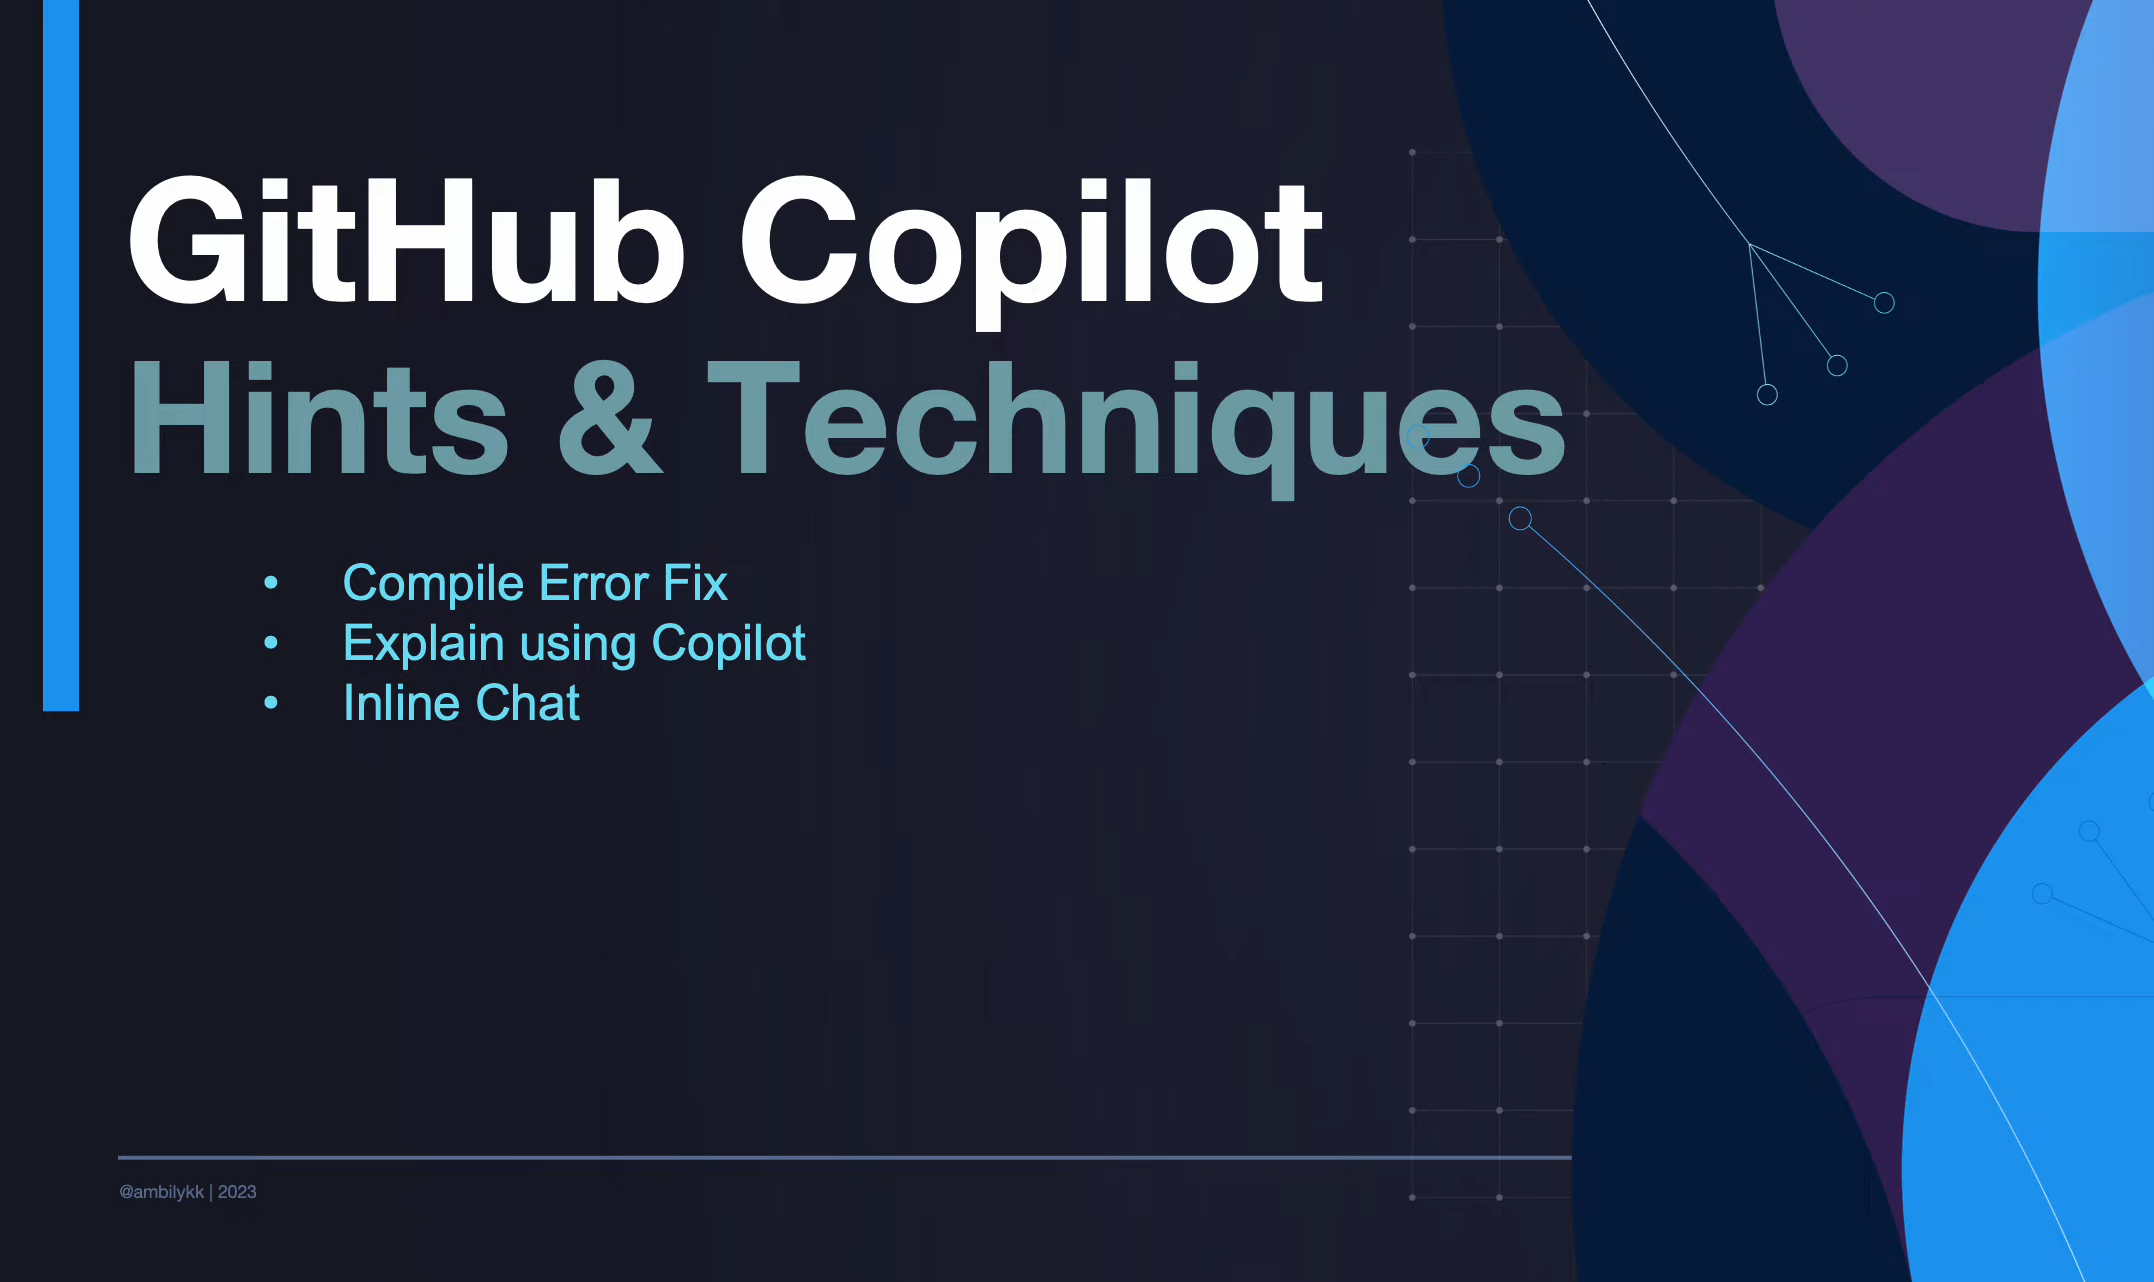 GitHub Copilot
Hints & Techniques
• Compile Error Fix
• Explain using Copilot
• Inline Chat
@ambilykk | 2023